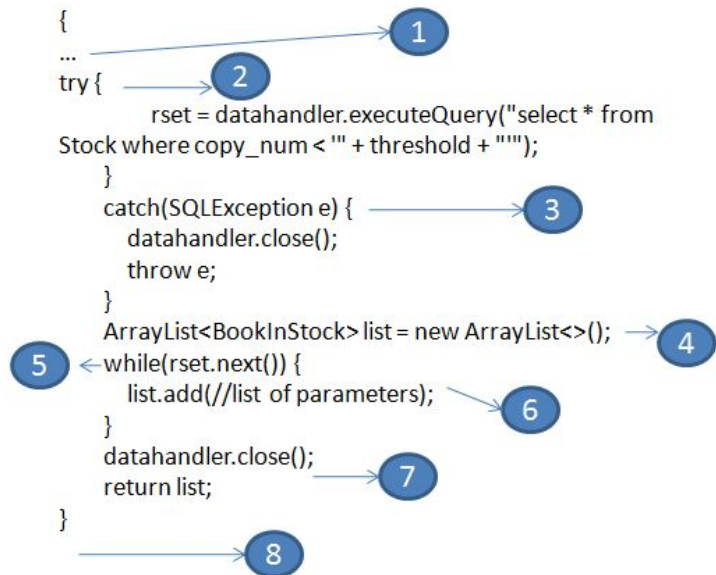 {
... 1
try { 2
rset = datahandler.executeQuery("select * from
Stock where copy_num < '" + threshold + "'");
}
catch(SQLException e) { 3
datahandler.close();
throw e;
}
ArrayList<BookInStock> list = new ArrayList<>(); 4
5 while(rset.next()) {
list.add(//list of parameters); 6
}
datahandler.close();
return list; 7
}
8